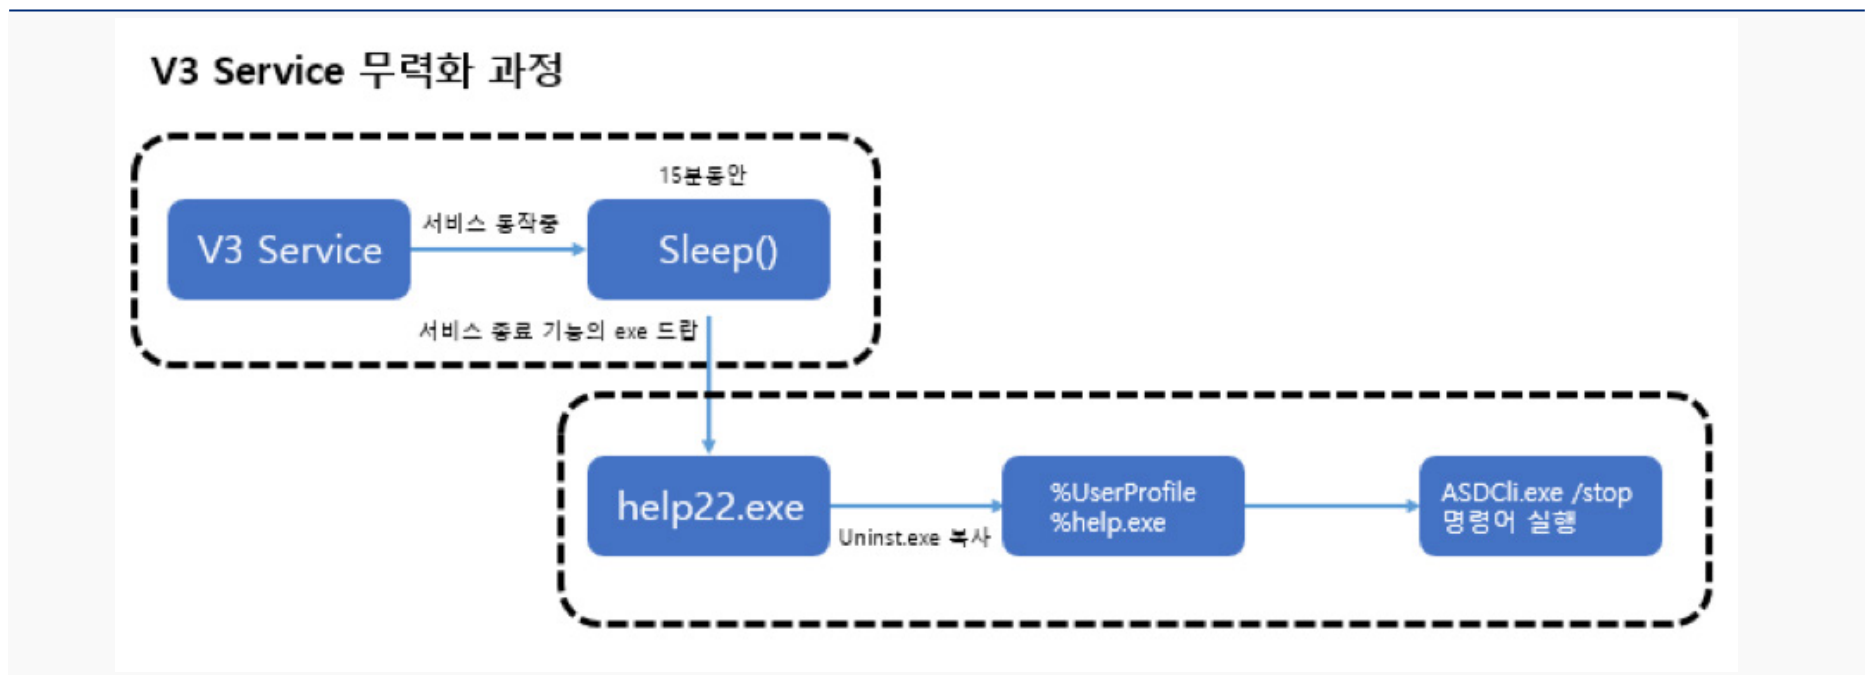 V3 Service 무력화 과정
15분동안
V3 Service
서비스 동작중
Sleep()
서비스 종료 기능의 exe 드랍
help22.exe
Uninst.exe 복사
%UserProfile
%help.exe
ASDCli.exe /stop
명령어 실행